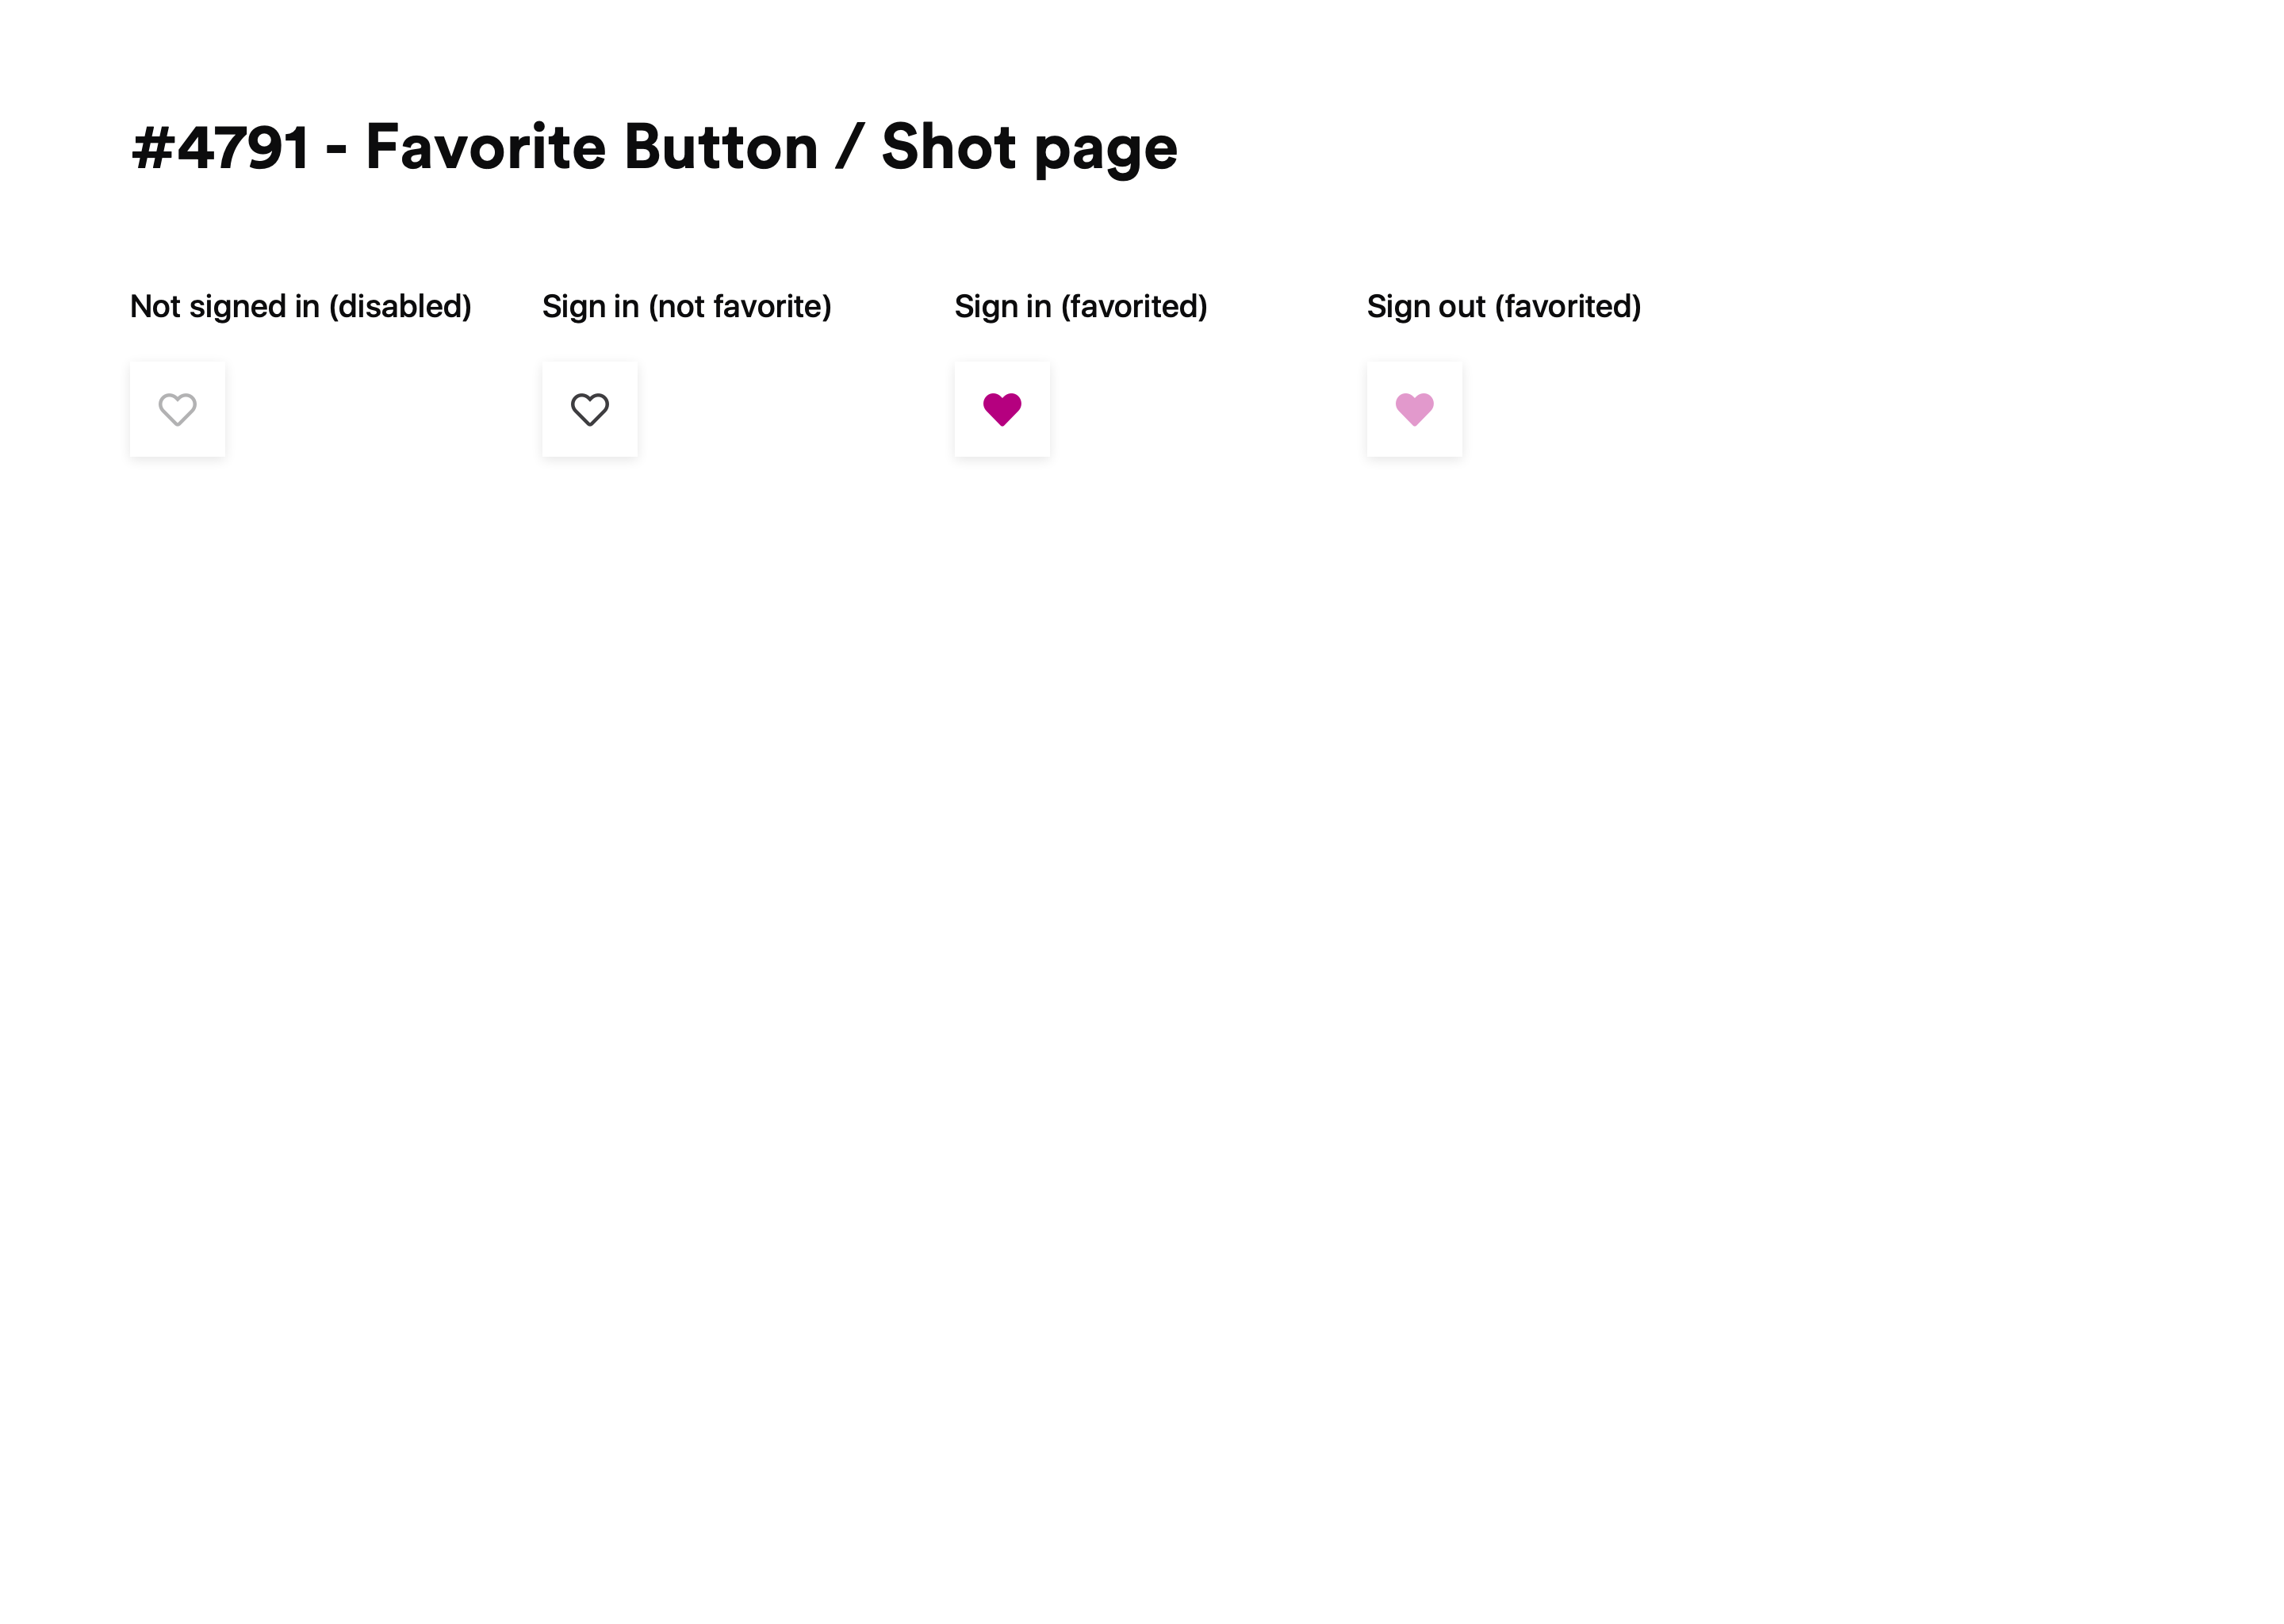 #4791 - Favorite Button / Shot page
Not signed in (disabled)
Sign in (not favorite)
Sign in (favorited)
Sign out (favorited)